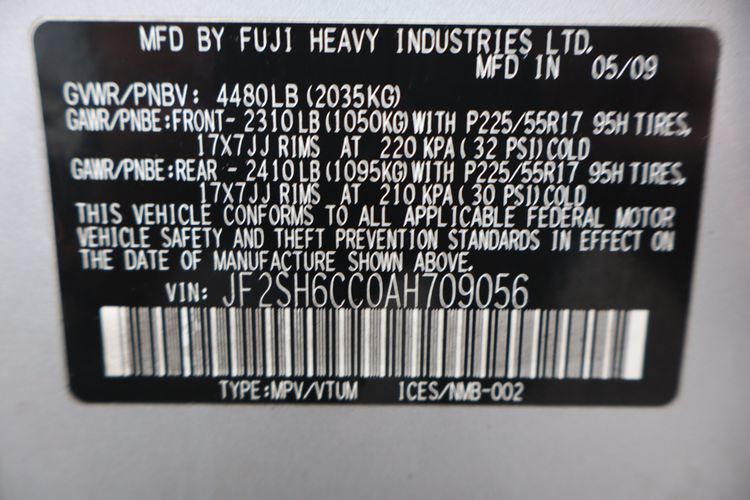 MFD BY FUJI HEAVY INDUSTRIES LTD.
MFD IN 05/09
GVWR/PNBV: 4480LB (2035KG)
GAWR/PNBE:FRONT- 2310LB (1050KG) WITH P225/55R17 95H TIRES,
17X7JJ RIMS AT 220 KPA ( 32 PSI) COLD
GAWR/PNBE:REAR - 2410LB (1095KG) WITH P225/55R17 95H TIRES,
17X7JJ RIMS AT 210 KPA ( 30 PSI) COLD
THIS VEHICLE CONFORMS TO ALL APPLICABLE FEDERAL MOTOR
VEHICLE SAFETY AND THEFT PREVENTION STANDARDS IN EFFECT ON
THE DATE OF MANUFACTURE SHOWN ABOVE.
VIN: JF2SH6CC0AH709056
TYPE:MPV/VTUM ICES/NMB-002